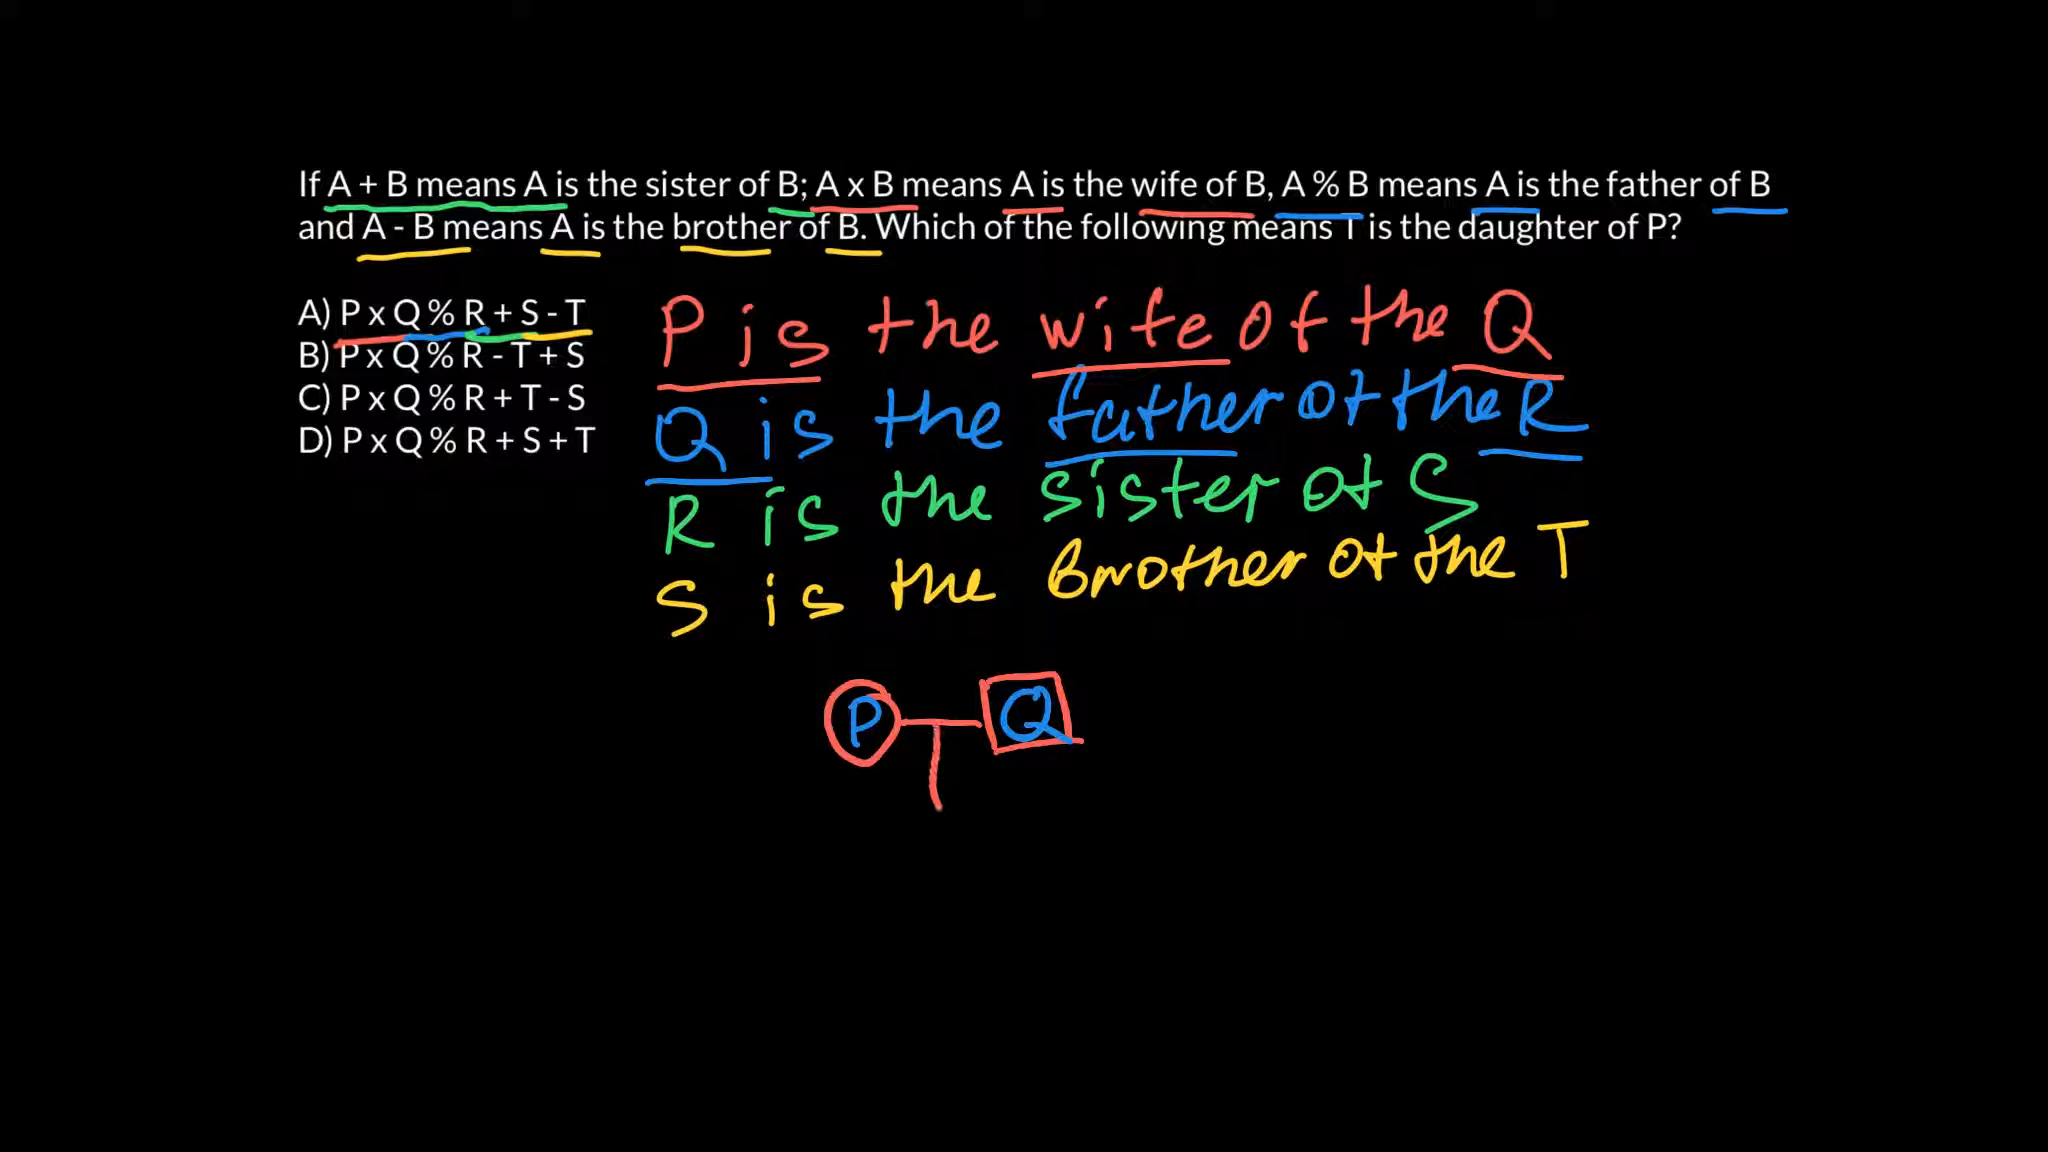 If A + B means A is the sister of B; A x B means A is the wife of B, A % B means A is the father of B
and A - B means A is the brother of B. Which of the following means T is the daughter of P?
A) P x Q % R + S - T
B) P x Q % R - T + S
C) P x Q % R + T - S
D) P x Q % R + S + T
P is the wife of the Q
Q is the father of the R
R is the sister of S
S is the Brother of the T
P Q